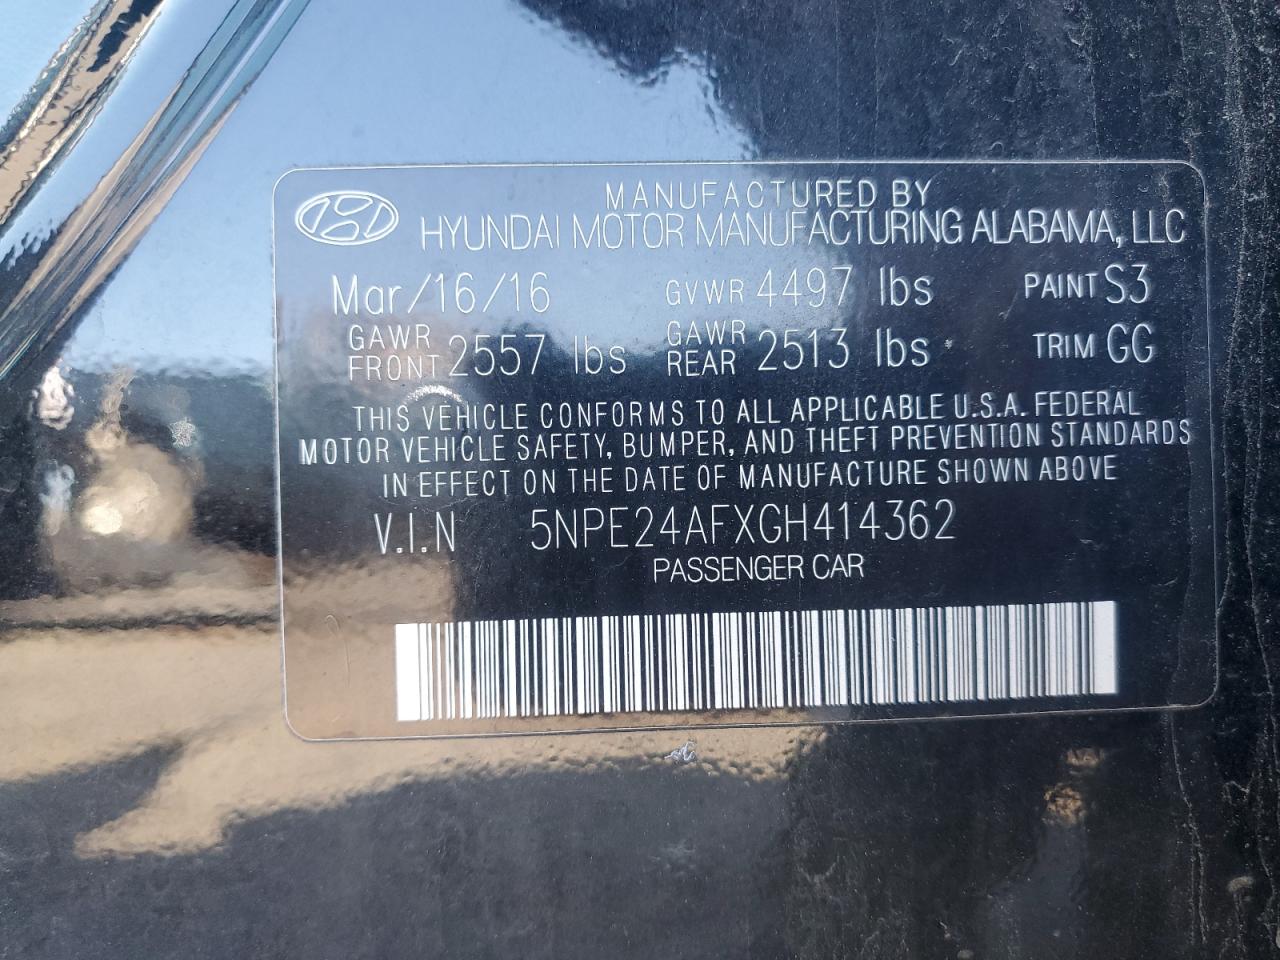 MANUFACTURED BY
HYUNDAI MOTOR MANUFACTURING ALABAMA, LLC
Mar/16/16 GVWR 4497 lbs PAINT S3
GAWR FRONT 2557 lbs GAWR REAR 2513 lbs TRIM GG
THIS VEHICLE CONFORMS TO ALL APPLICABLE U.S.A. FEDERAL
MOTOR VEHICLE SAFETY, BUMPER, AND THEFT PREVENTION STANDARDS
IN EFFECT ON THE DATE OF MANUFACTURE SHOWN ABOVE
V.I.N 5NPE24AFXGH414362
PASSENGER CAR